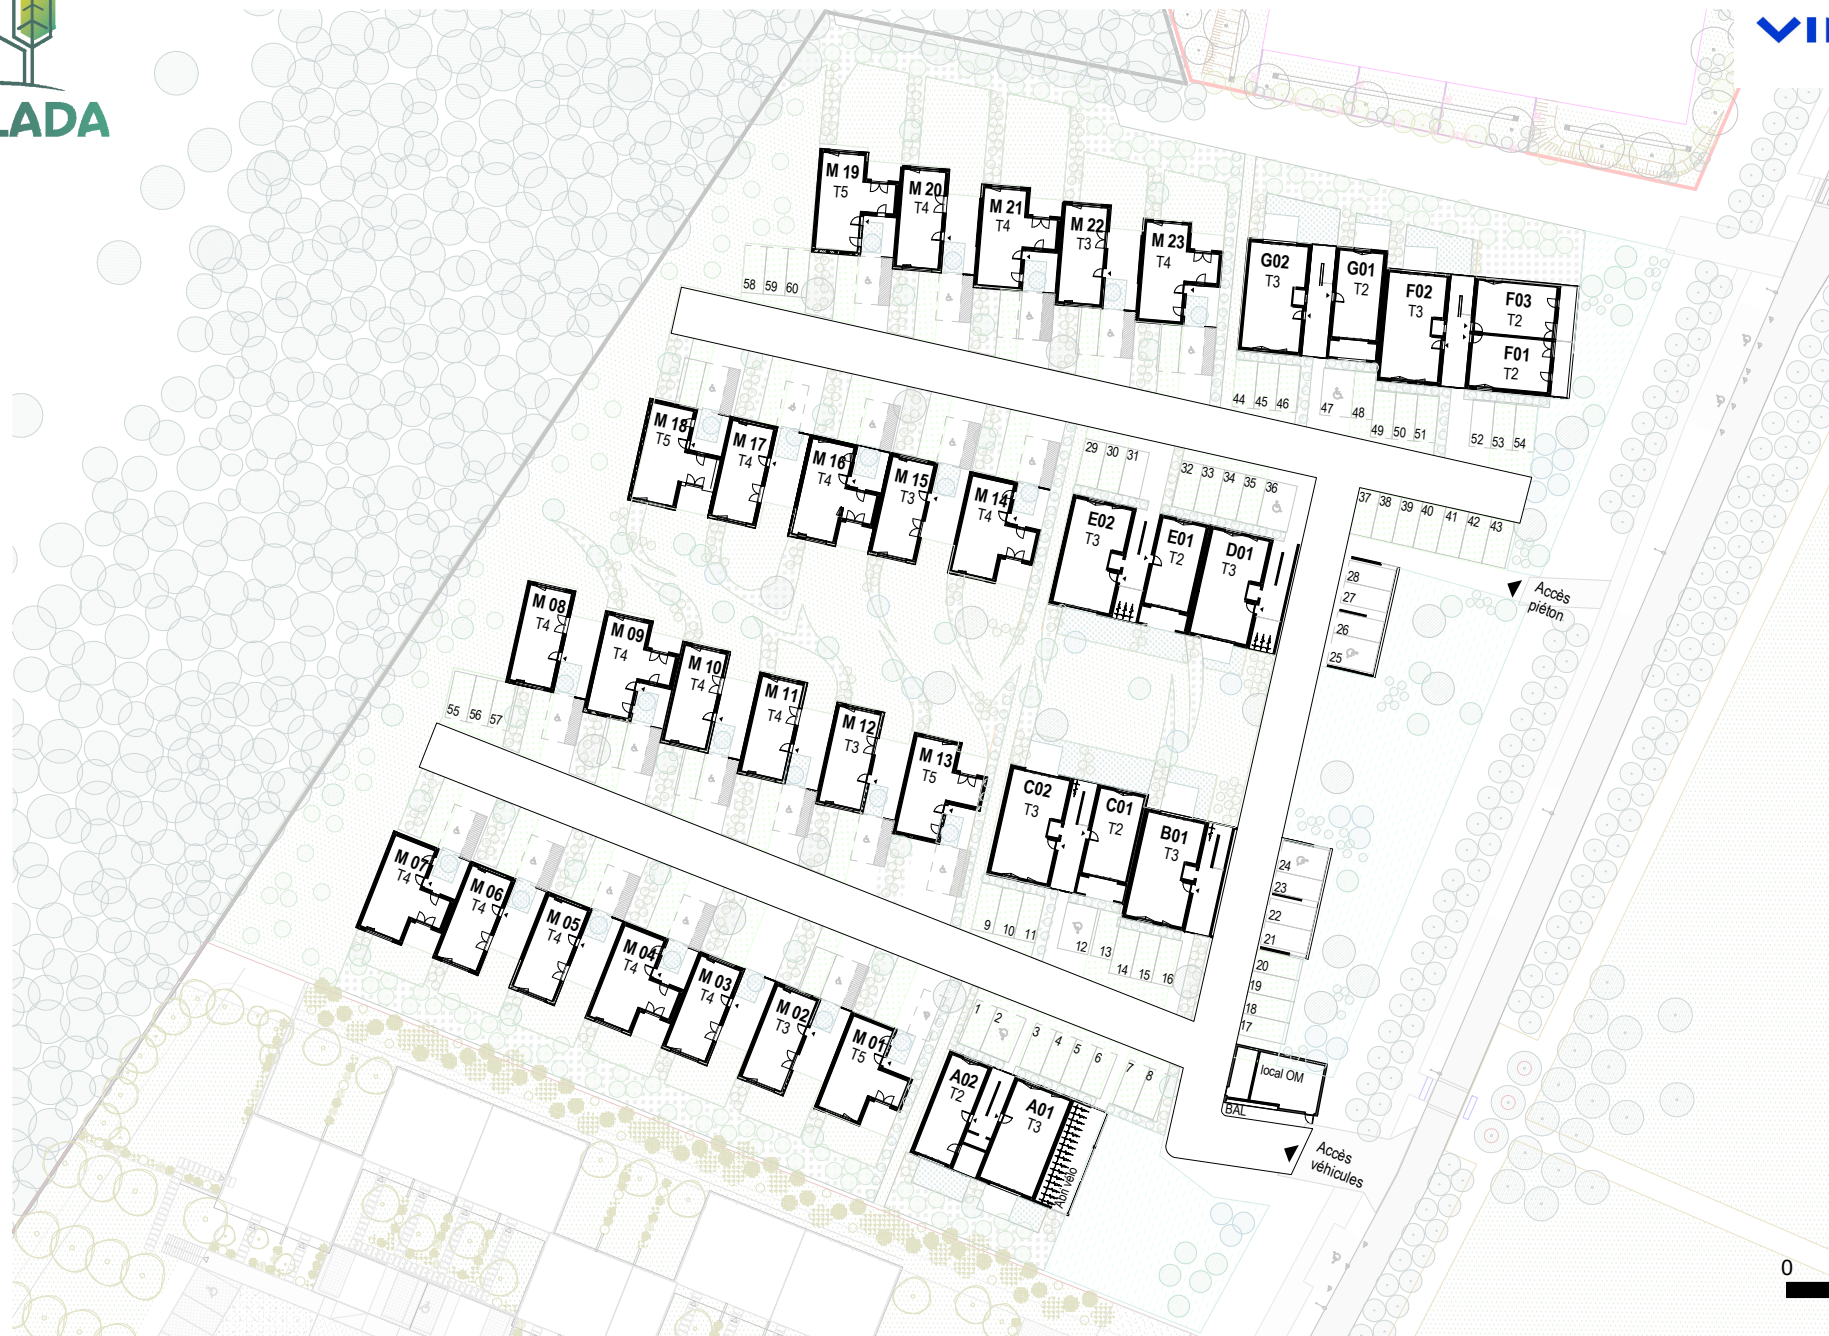 LADA
M 19
T5
M 20
T4
M 21
T4
M 22
T3
M 23
T4
G02
T3
G01
T2
F02
T3
F03
T2
F01
T2
58 59 60
44 45 46
47 48
49 50 51
52 53 54
M 18
T5
M 17
T4
M 16
T4
M 15
T3
M 14
T4
29 30 31
32 33 34 35 36
37 38 39 40 41 42 43
E02
T3
E01
T2
D01
T3
28
27
26
25
Accès
piéton
M 08
T4
M 09
T4
M 10
T4
M 11
T4
M 12
T3
M 13
T5
55 56 57
C02
T3
C01
T2
B01
T3
24
23
22
21
20
19
18
17
9 10 11
12 13
14 15 16
M 07
T4
M 06
T4
M 05
T4
M 04
T4
M 03
T4
M 02
T3
M 01
T5
1 2 3 4 5 6 7 8
A02
T2
A01
T3
Abri vélo
local OM
BAL
Accès
véhicules
0